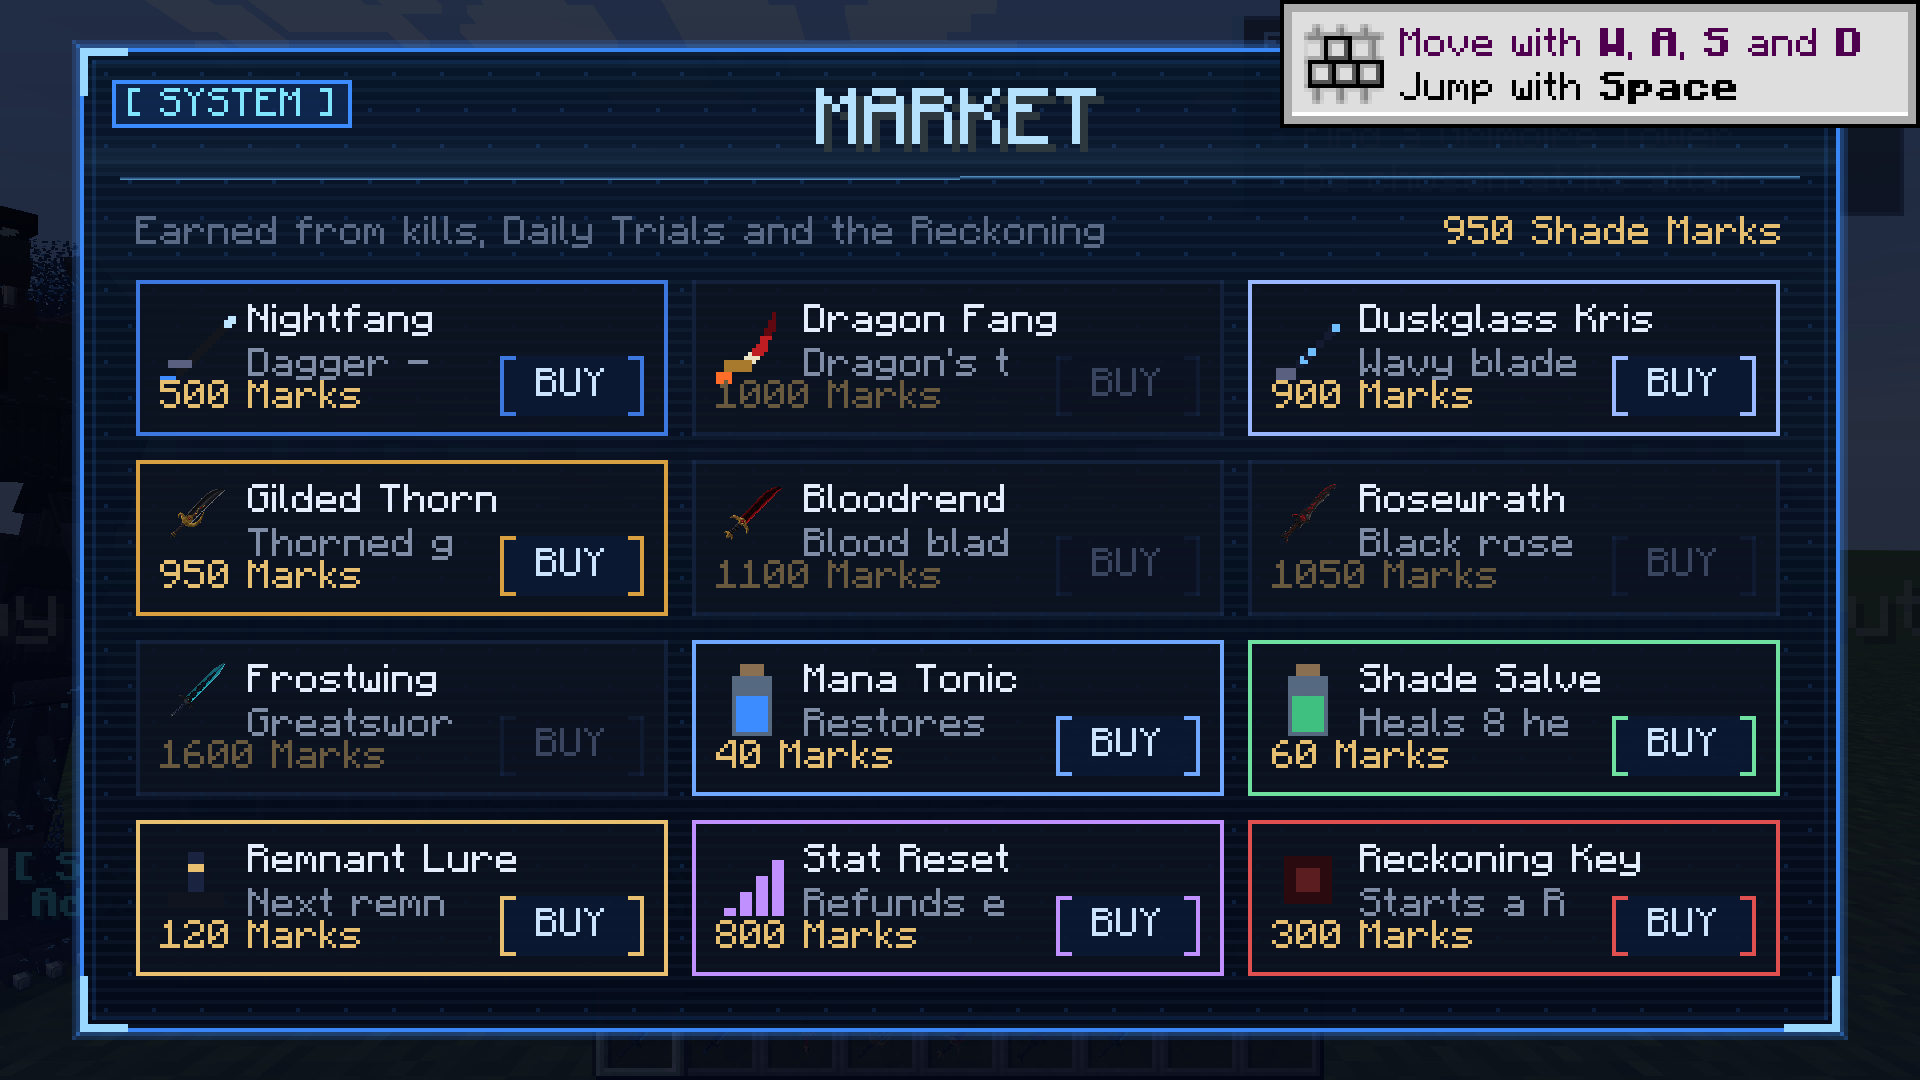 Move with W, A, S and D
Jump with Space
[ SYSTEM ]
MARKET
Earned from kills, Daily Trials and the Reckoning
950 Shade Marks
Nightfang
Dagger -
500 Marks
BUY
Dragon Fang
Dragon's t
1000 Marks
BUY
Duskglass Kris
Wavy blade
900 Marks
BUY
Gilded Thorn
Thorned g
950 Marks
BUY
Bloodrend
Blood blad
1100 Marks
BUY
Rosewrath
Black rose
1050 Marks
BUY
Frostwing
Greatswor
1600 Marks
BUY
Mana Tonic
Restores
40 Marks
BUY
Shade Salve
Heals 8 he
60 Marks
BUY
Remnant Lure
Next remn
120 Marks
BUY
Stat Reset
Refunds e
800 Marks
BUY
Reckoning Key
Starts a R
300 Marks
BUY